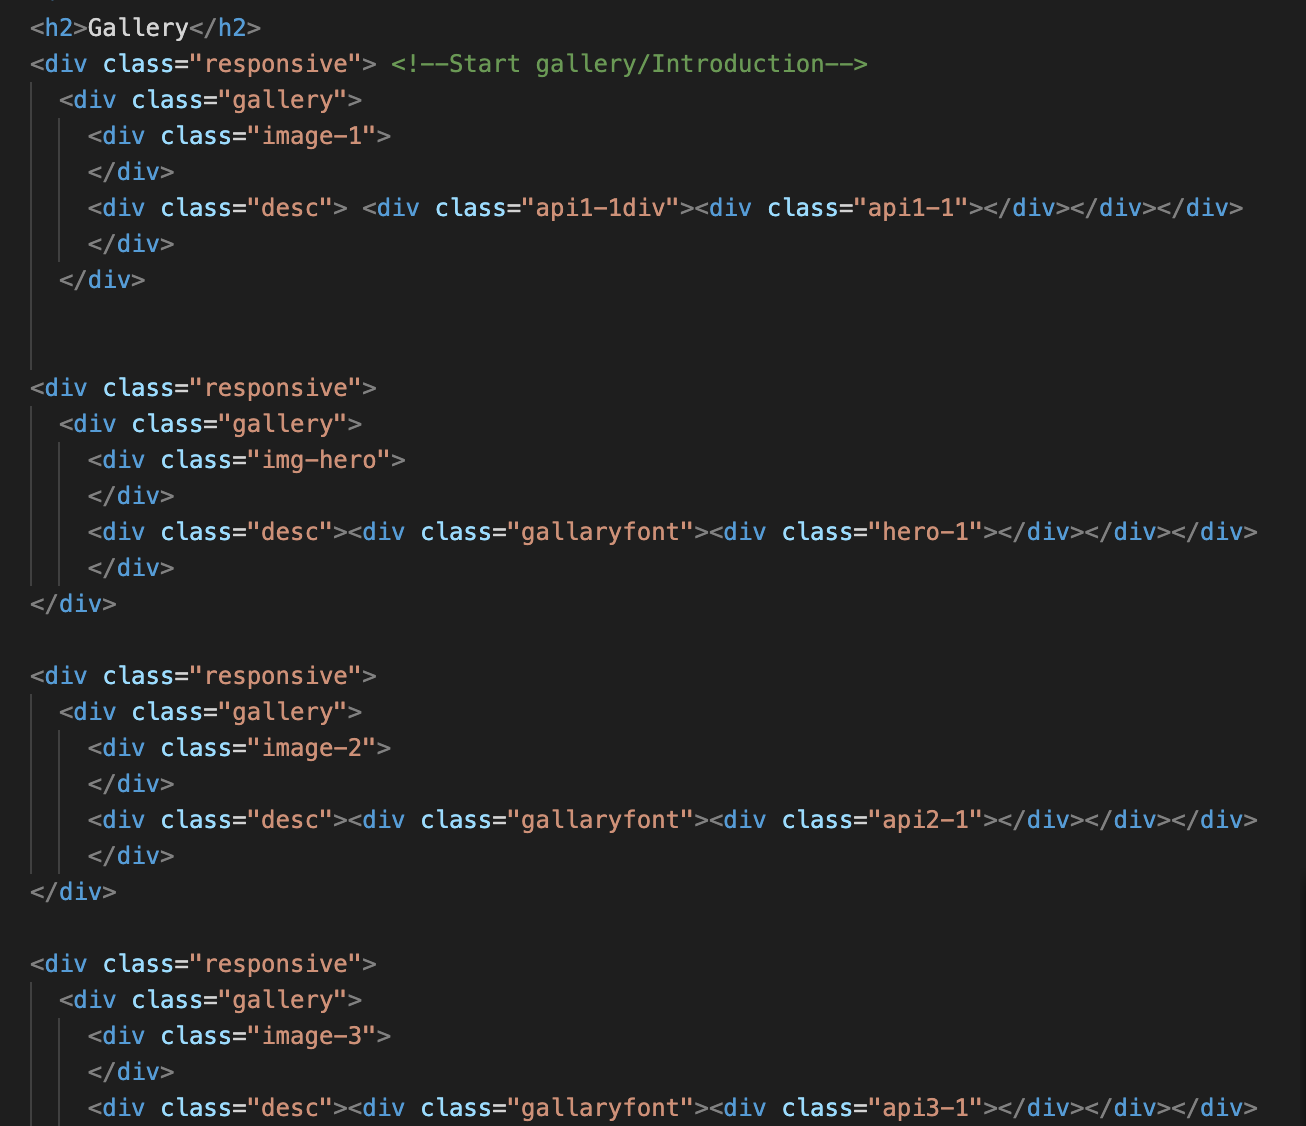 <h2>Gallery</h2>
<div class="responsive"> <!--Start gallery/Introduction-->
<div class="gallery">
<div class="image-1">
</div>
<div class="desc"> <div class="api1-1div"><div class="api1-1"></div></div></div>
</div>
</div>
<div class="responsive">
<div class="gallery">
<div class="img-hero">
</div>
<div class="desc"><div class="gallaryfont"><div class="hero-1"></div></div></div>
</div>
</div>
<div class="responsive">
<div class="gallery">
<div class="image-2">
</div>
<div class="desc"><div class="gallaryfont"><div class="api2-1"></div></div></div>
</div>
</div>
<div class="responsive">
<div class="gallery">
<div class="image-3">
</div>
<div class="desc"><div class="gallaryfont"><div class="api3-1"></div></div></div>